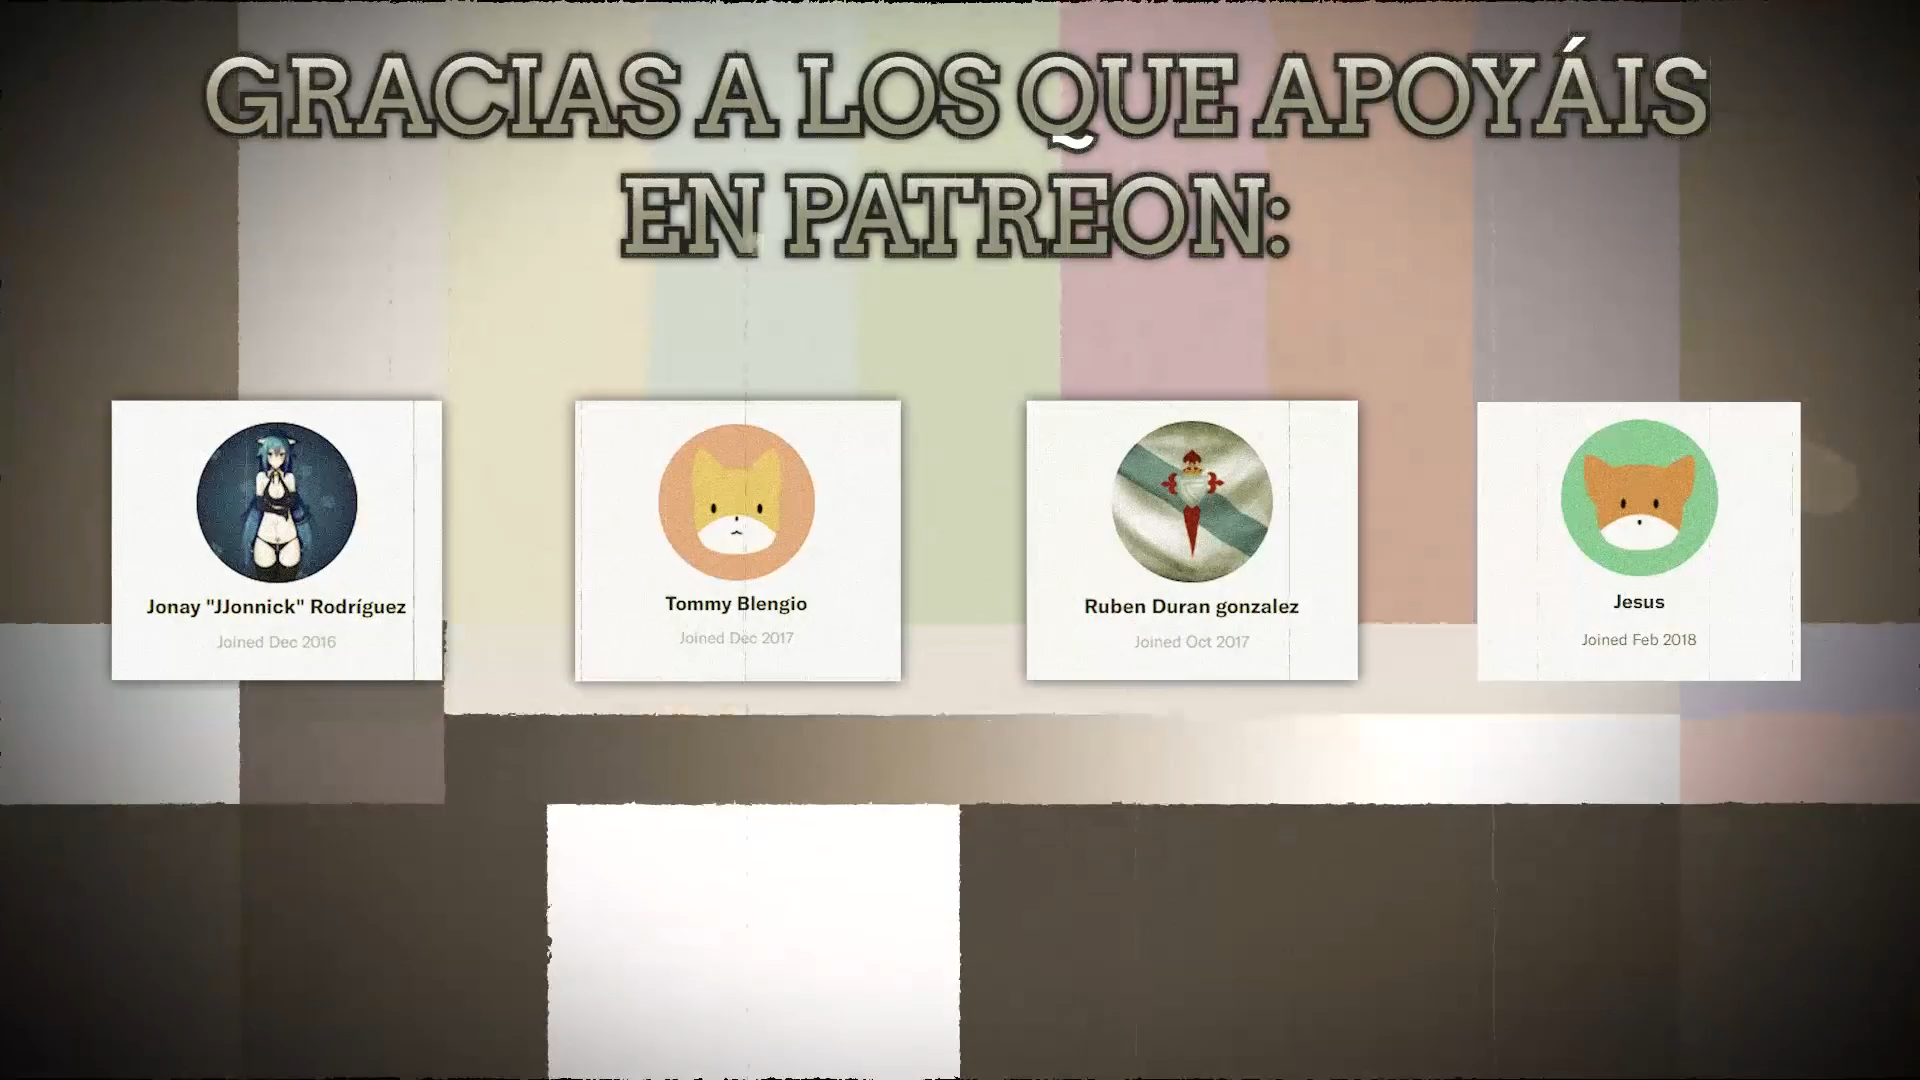 GRACIAS A LOS QUE APOYÁIS
EN PATREON:
Jonay "JJonnick" Rodríguez
Joined Dec 2016
Tommy Blengio
Joined Dec 2017
Ruben Duran gonzalez
Joined Oct 2017
Jesus
Joined Feb 2018